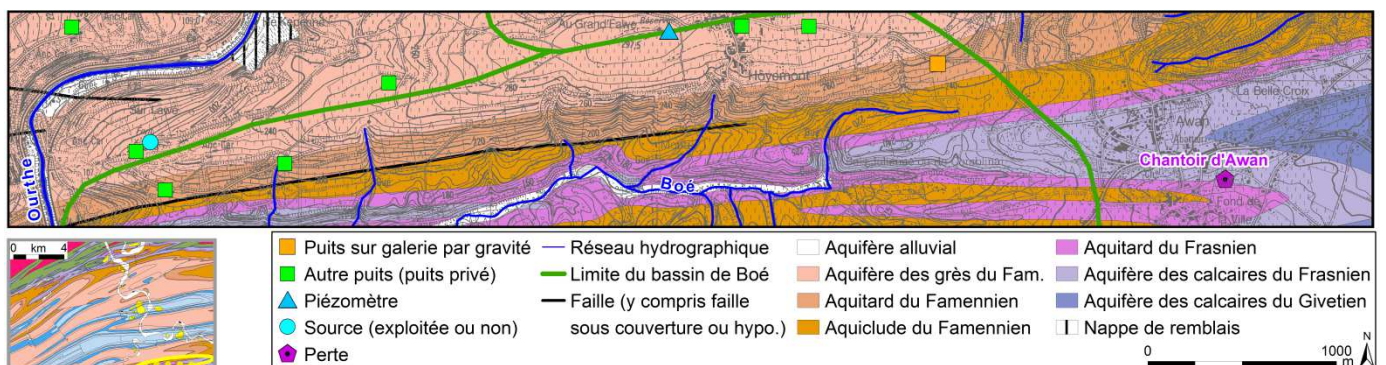 Au Grand Fawe
Hoyemont
La Belle Croix
Awan
Chantoir d'Awan
Ourthe
Boé
Fond de
la Ville
0 km 4
Puits sur galerie par gravité
Autre puits (puits privé)
Piézomètre
Source (exploitée ou non)
Perte
Réseau hydrographique
Limite du bassin de Boé
Faille (y compris faille
sous couverture ou hypo.)
Aquifère alluvial
Aquifère des grès du Fam.
Aquitard du Famennien
Aquiclude du Famennien
Aquitard du Frasnien
Aquifère des calcaires du Frasnien
Aquifère des calcaires du Givetien
Nappe de remblais
0 1000
m
N